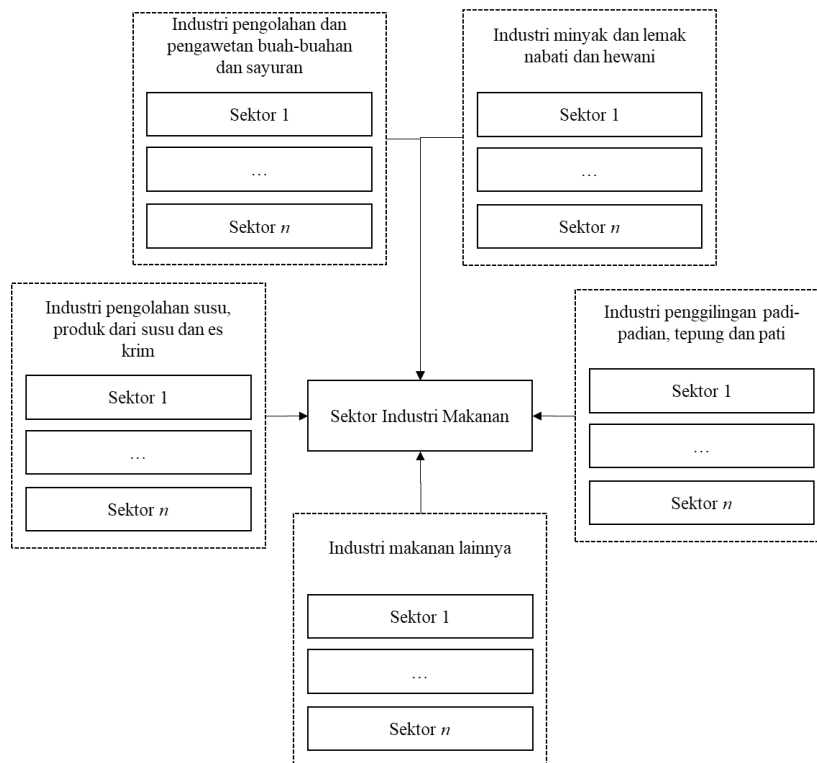 Industri pengolahan dan
pengawetan buah-buahan
dan sayuran
Sektor 1
…
Sektor n
Industri minyak dan lemak
nabati dan hewani
Sektor 1
…
Sektor n
Industri pengolahan susu,
produk dari susu dan es
krim
Sektor 1
…
Sektor n
Sektor Industri Makanan
Industri penggilingan padi-
padian, tepung dan pati
Sektor 1
…
Sektor n
Industri makanan lainnya
Sektor 1
…
Sektor n